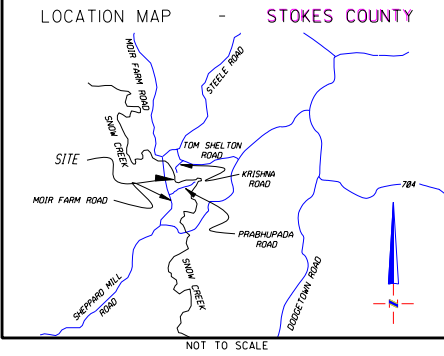 LOCATION MAP - STOKES COUNTY
MOIR FARM ROAD
STEELE ROAD
SNOW CREEK
TOM SHELTON
ROAD
SITE
KRISHNA
ROAD
704
MOIR FARM ROAD
PRABHUPADA
ROAD
SNOW CREEK
SHEPPARD MILL
ROAD
DODGETOWN ROAD
N
NOT TO SCALE